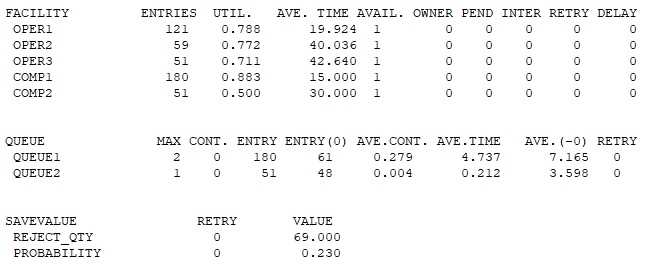 FACILITY ENTRIES UTIL. AVE. TIME AVAIL. OWNER PEND INTER RETRY DELAY
OPER1 121 0.788 19.924 1 0 0 0 0 0
OPER2 59 0.772 40.036 1 0 0 0 0 0
OPER3 51 0.711 42.640 1 0 0 0 0 0
COMP1 180 0.883 15.000 1 0 0 0 0 0
COMP2 51 0.500 30.000 1 0 0 0 0 0
QUEUE MAX CONT. ENTRY ENTRY(0) AVE.CONT. AVE.TIME AVE.(-0) RETRY
QUEUE1 2 0 180 61 0.279 4.737 7.165 0
QUEUE2 1 0 51 48 0.004 0.212 3.598 0
SAVEVALUE RETRY VALUE
REJECT_QTY 0 69.000
PROBABILITY 0 0.230